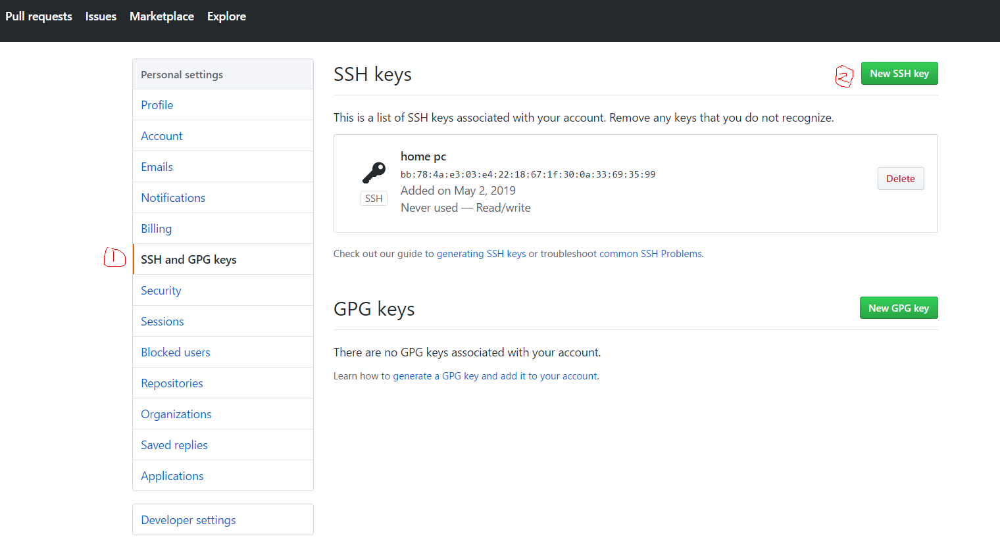 Pull requests Issues Marketplace Explore
Personal settings
Profile
Account
Emails
Notifications
Billing
1
SSH and GPG keys
Security
Sessions
Blocked users
Repositories
Organizations
Saved replies
Applications
Developer settings
SSH keys
2
New SSH key
This is a list of SSH keys associated with your account. Remove any keys that you do not recognize.
home pc
bb:78:4a:e3:03:e4:22:18:67:1f:30:0a:33:69:35:99
Added on May 2, 2019
Never used — Read/write
SSH
Delete
Check out our guide to generating SSH keys or troubleshoot common SSH Problems.
GPG keys
New GPG key
There are no GPG keys associated with your account.
Learn how to generate a GPG key and add it to your account.